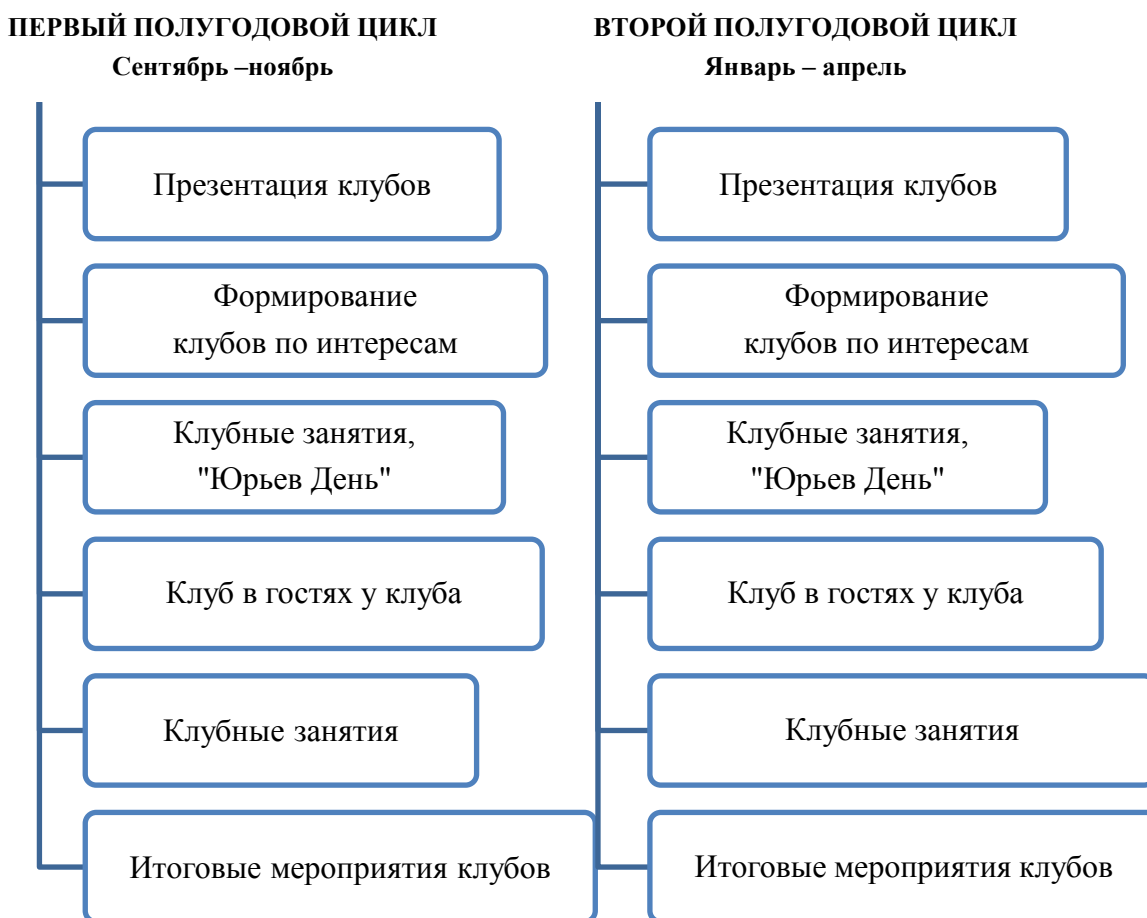 ПЕРВЫЙ ПОЛУГОДОВОЙ ЦИКЛ
Сентябрь –ноябрь
Презентация клубов
Формирование
клубов по интересам
Клубные занятия,
"Юрьев День"
Клуб в гостях у клуба
Клубные занятия
Итоговые мероприятия клубов
ВТОРОЙ ПОЛУГОДОВОЙ ЦИКЛ
Январь – апрель
Презентация клубов
Формирование
клубов по интересам
Клубные занятия,
"Юрьев День"
Клуб в гостях у клуба
Клубные занятия
Итоговые мероприятия клубов